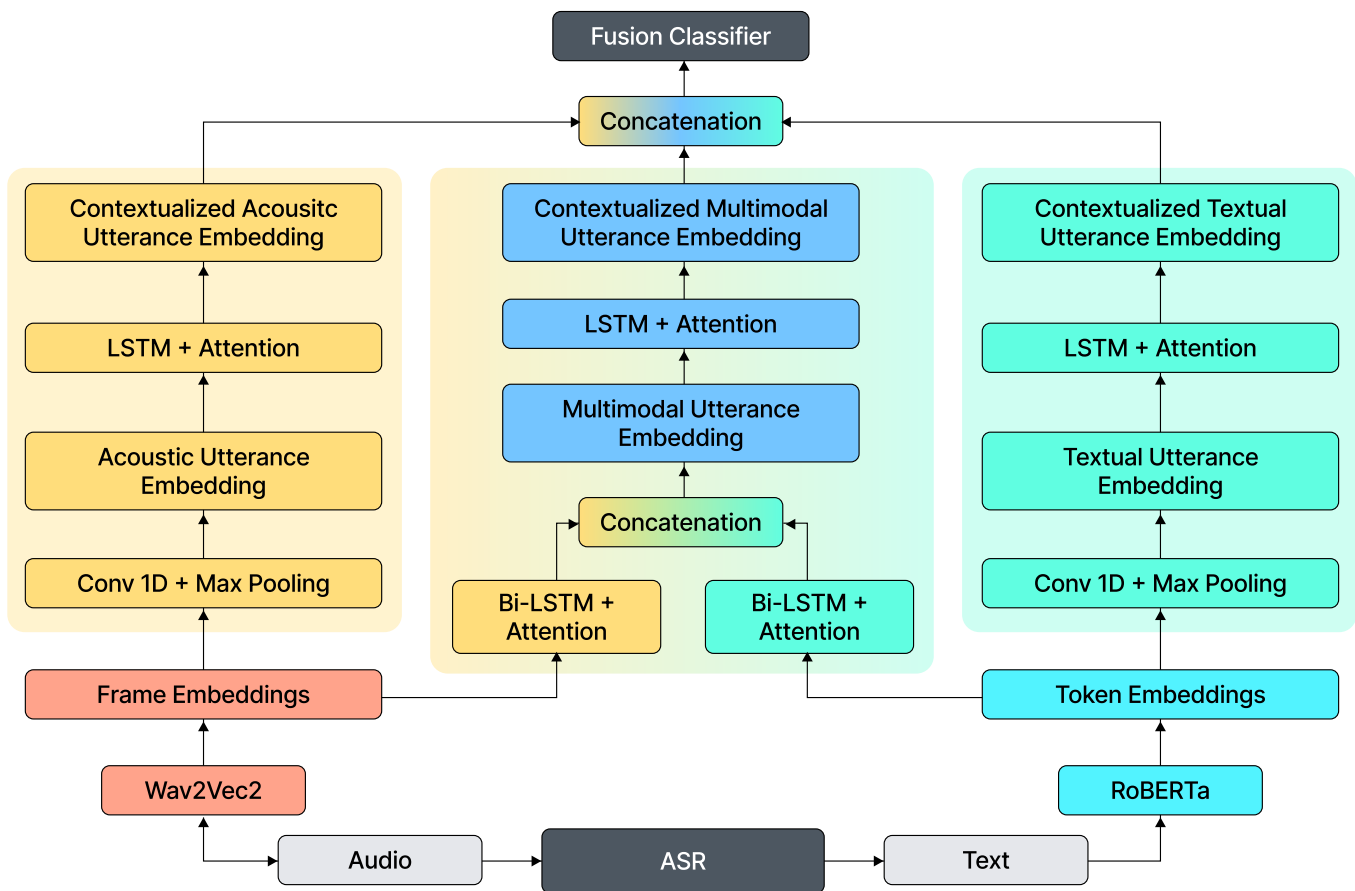 Fusion Classifier
Concatenation
Contextualized Acousitc
Utterance Embedding
LSTM + Attention
Acoustic Utterance
Embedding
Conv 1D + Max Pooling
Contextualized Multimodal
Utterance Embedding
LSTM + Attention
Multimodal Utterance
Embedding
Concatenation
Bi-LSTM +
Attention
Bi-LSTM +
Attention
Contextualized Textual
Utterance Embedding
LSTM + Attention
Textual Utterance
Embedding
Conv 1D + Max Pooling
Frame Embeddings
Token Embeddings
Wav2Vec2
RoBERTa
Audio
ASR
Text